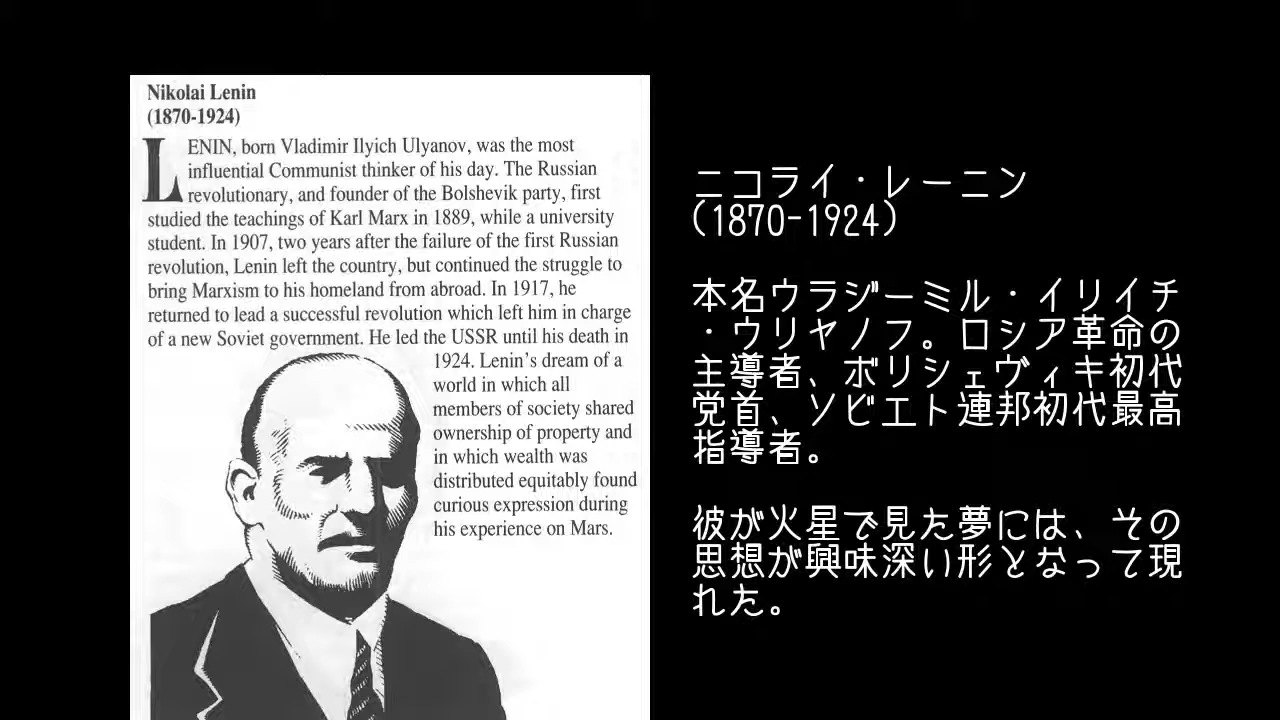 Nikolai Lenin
(1870-1924)
LENIN, born Vladimir Ilyich Ulyanov, was the most
influential Communist thinker of his day. The Russian
revolutionary, and founder of the Bolshevik party, first
studied the teachings of Karl Marx in 1889, while a university
student. In 1907, two years after the failure of the first Russian
revolution, Lenin left the country, but continued the struggle to
bring Marxism to his homeland from abroad. In 1917, he
returned to lead a successful revolution which left him in charge
of a new Soviet government. He led the USSR until his death in
1924. Lenin's dream of a
world in which all
members of society shared
ownership of property and
in which wealth was
distributed equitably found
curious expression during
his experience on Mars.
ニコライ・レーニン
(1870-1924)
本名ウラジーミル・イリイチ
・ウリヤノフ。ロシア革命の
主導者、ボリシェヴィキ初代
党首、ソビエト連邦初代最高
指導者。
彼が火星で見た夢には、その
思想が興味深い形となって現
れた。